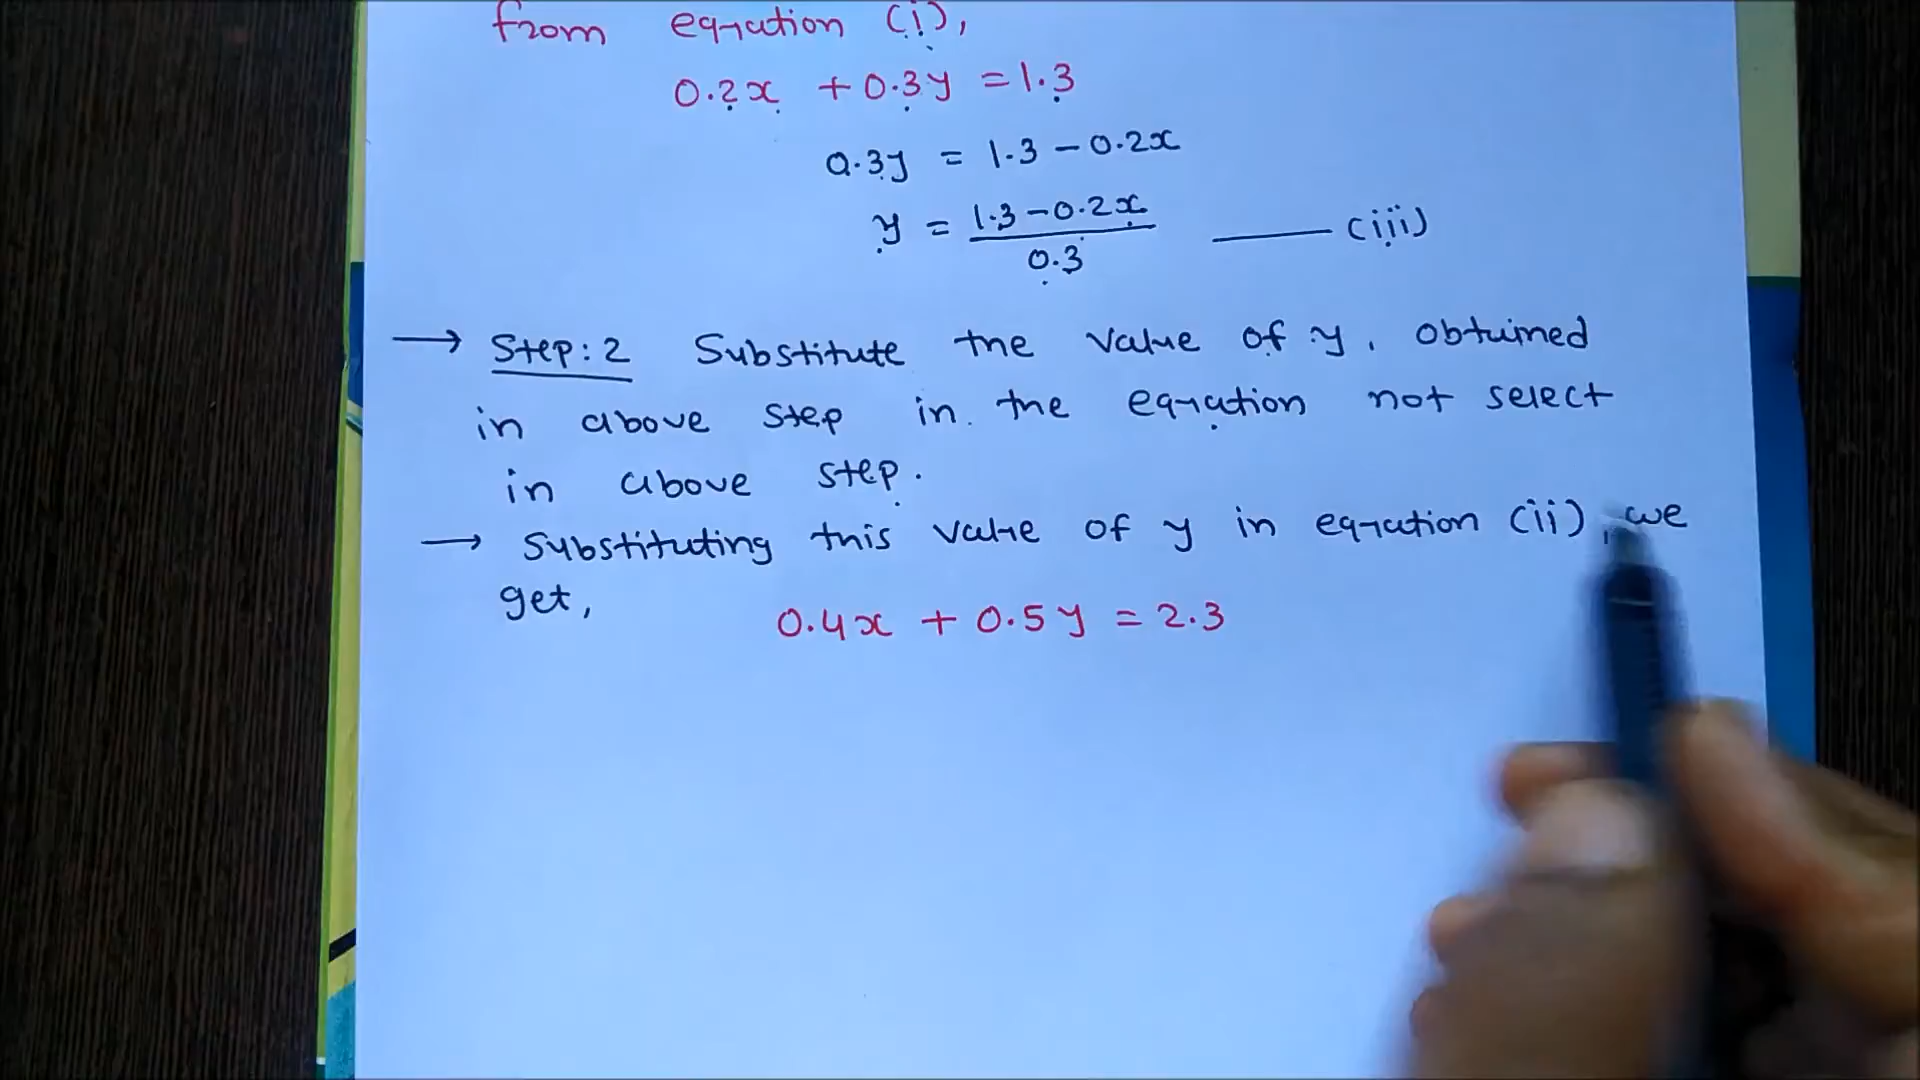 from equation (i),
0.2x + 0.3y = 1.3
0.3y = 1.3 - 0.2x
y = 1.3 - 0.2x / 0.3 —— (iii)
→ Step:2 Substitute the value of y, obtained
in above step in the equation not select
in above step.
→ Substituting this value of y in equation (ii), we
get,
0.4x + 0.5y = 2.3